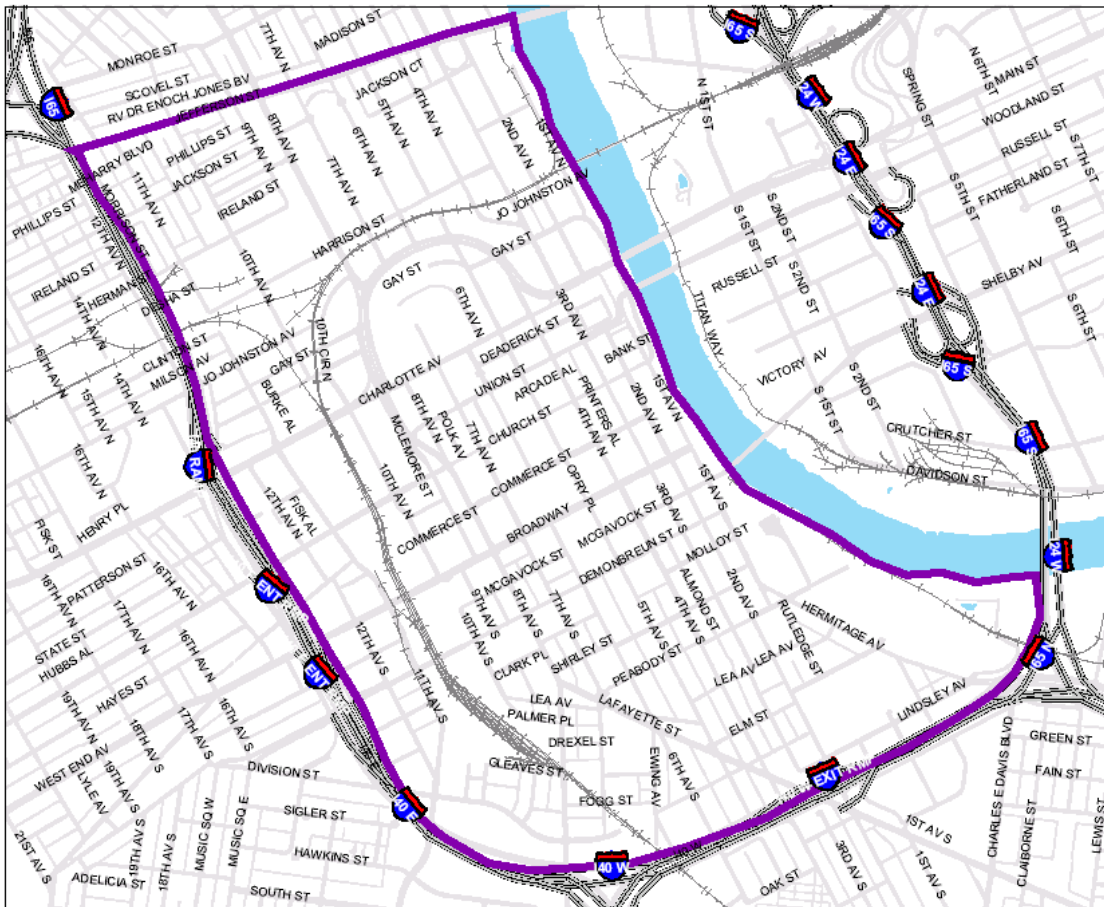 65 S
MADISON ST
7TH AV N
MONROE ST
SCOVEL ST
RV DR ENOCH JONES BV
JEFFERSON ST
I65
JACKSON CT
4TH AV N
5TH AV N
6TH AV N
7TH AV N
8TH AV N
9TH AV N
PHILLIPS ST
JACKSON ST
MEHARRY BLVD
11TH AV N
MORRISON ST
12TH AV N
PHILLIPS ST
IRELAND ST
2ND AV N
1ST AV N
N 1ST ST
24 W
SPRING ST
N 6TH ST
MAIN ST
WOODLAND ST
RUSSELL ST
S 7TH ST
FATHERLAND ST
24 E
S 5TH ST
S 6TH ST
65 S
S 2ND ST
S 1ST ST
JO JOHNSTON AV
HARRISON ST
GAY ST
GAY ST
SHELBY AV
RUSSELL ST
S 2ND ST
24 E
S 6TH ST
IRELAND ST
HERMAN ST
DESHA ST
14TH AV N
10TH AV N
6TH AV N
3RD AV N
TITAN WAY
10TH CIR N
DEADERICK ST
BANK ST
CLINTON ST
MILSON AV
JO JOHNSTON AV
GAY ST
65 S
16TH AV N
15TH AV N
14TH AV N
BURKE AL
CHARLOTTE AV
UNION ST
ARCADE AL
PRINTERS AL
1ST AV N
2ND AV N
VICTORY AV
S 2ND ST
S 1ST ST
CRUTCHER ST
65 S
MCLEMORE ST
8TH AV N
POLK AV
7TH AV N
CHURCH ST
4TH AV N
16TH AV N
COMMERCE ST
OPRY PL
1ST AV S
DAVIDSON ST
HENRY PL
FISK ST
12TH AV N
FISK AL
10TH AV N
COMMERCE ST
BROADWAY
MCGAVOCK ST
3RD AV S
MOLLOY ST
24 W
PATTERSON ST
16TH AV N
18TH AV N
17TH AV N
ENT
MCGAVOCK ST
DEMONBREUN ST
ALMOND ST
2ND AV S
RUTLEDGE ST
HERMITAGE AV
STATE ST
HUBBS AL
16TH AV N
12TH AV S
9TH AV S
8TH AV S
7TH AV S
10TH AV S
5TH AV S
4TH AV S
CLARK PL
SHIRLEY ST
PEABODY ST
LEA AV
LEA AV
HAYES ST
ENT
11TH AV S
LEA AV
LAFAYETTE ST
ELM ST
LINDSLEY AV
19TH AV N
18TH AV S
17TH AV S
16TH AV S
PALMER PL
DREXEL ST
CHARLES E DAVIS BLVD
GREEN ST
WEST END AV
LYLE AV
19TH AV S
DIVISION ST
GLEAVES ST
EWING AV
6TH AV S
EXIT
FAIN ST
FOGG ST
SIGLER ST
MUSIC SQ W
MUSIC SQ E
21ST AV S
19TH AV S
18TH AV S
HAWKINS ST
40 W
1ST AV S
3RD AV S
1ST AV S
CLAIBORNE ST
LEWIS ST
ADELICIA ST
SOUTH ST
OAK ST